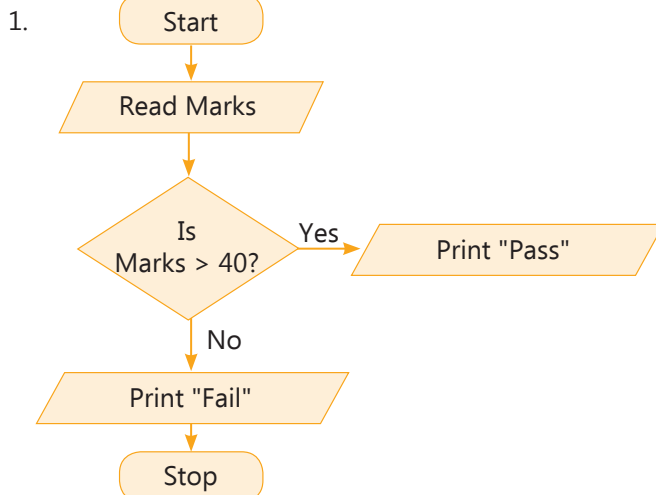 1.
Start
Read Marks
Is
Marks > 40?
Yes
Print "Pass"
No
Print "Fail"
Stop